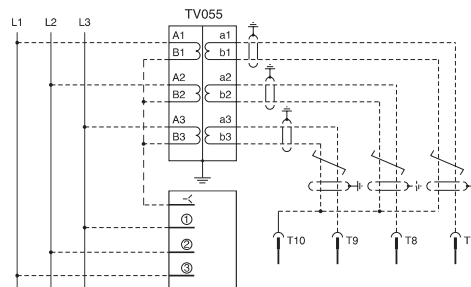 TV055
L1 L2 L3
A1 a1
B1 b1
A2 a2
B2 b2
A3 a3
B3 b3
①
②
③
T10 T9 T8 T